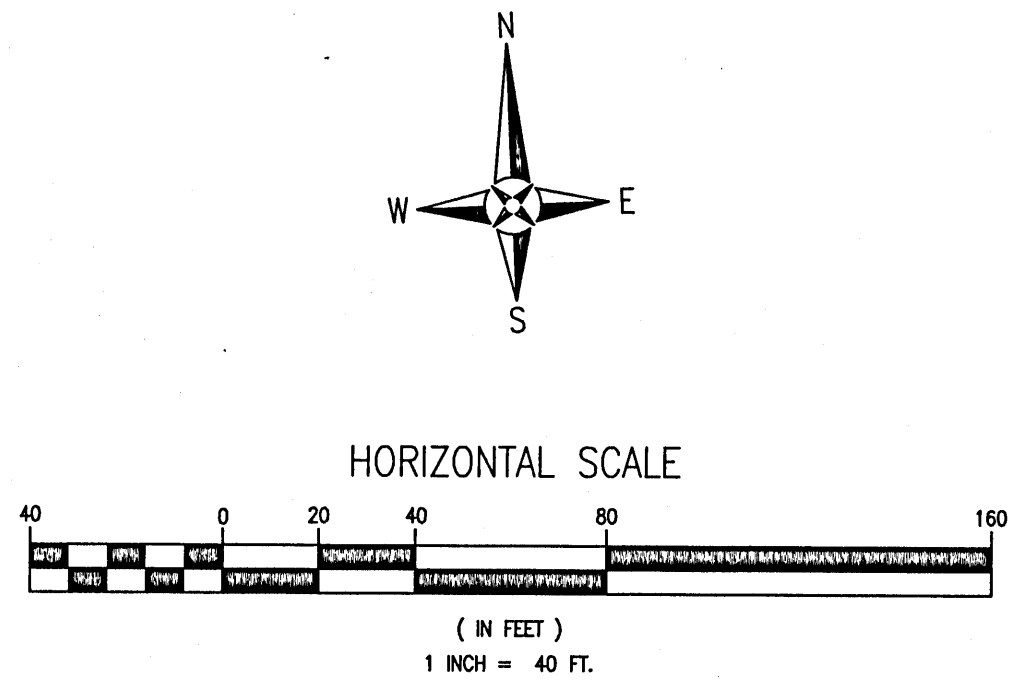 N
W E
S
HORIZONTAL SCALE
40 0 20 40 80 160
( IN FEET )
1 INCH = 40 FT.